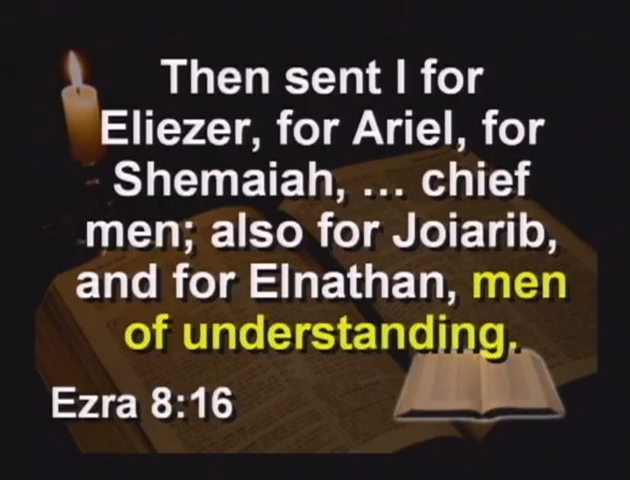 Then sent I for
Eliezer, for Ariel, for
Shemaiah, … chief
men; also for Joiarib,
and for Elnathan, men
of understanding.
Ezra 8:16